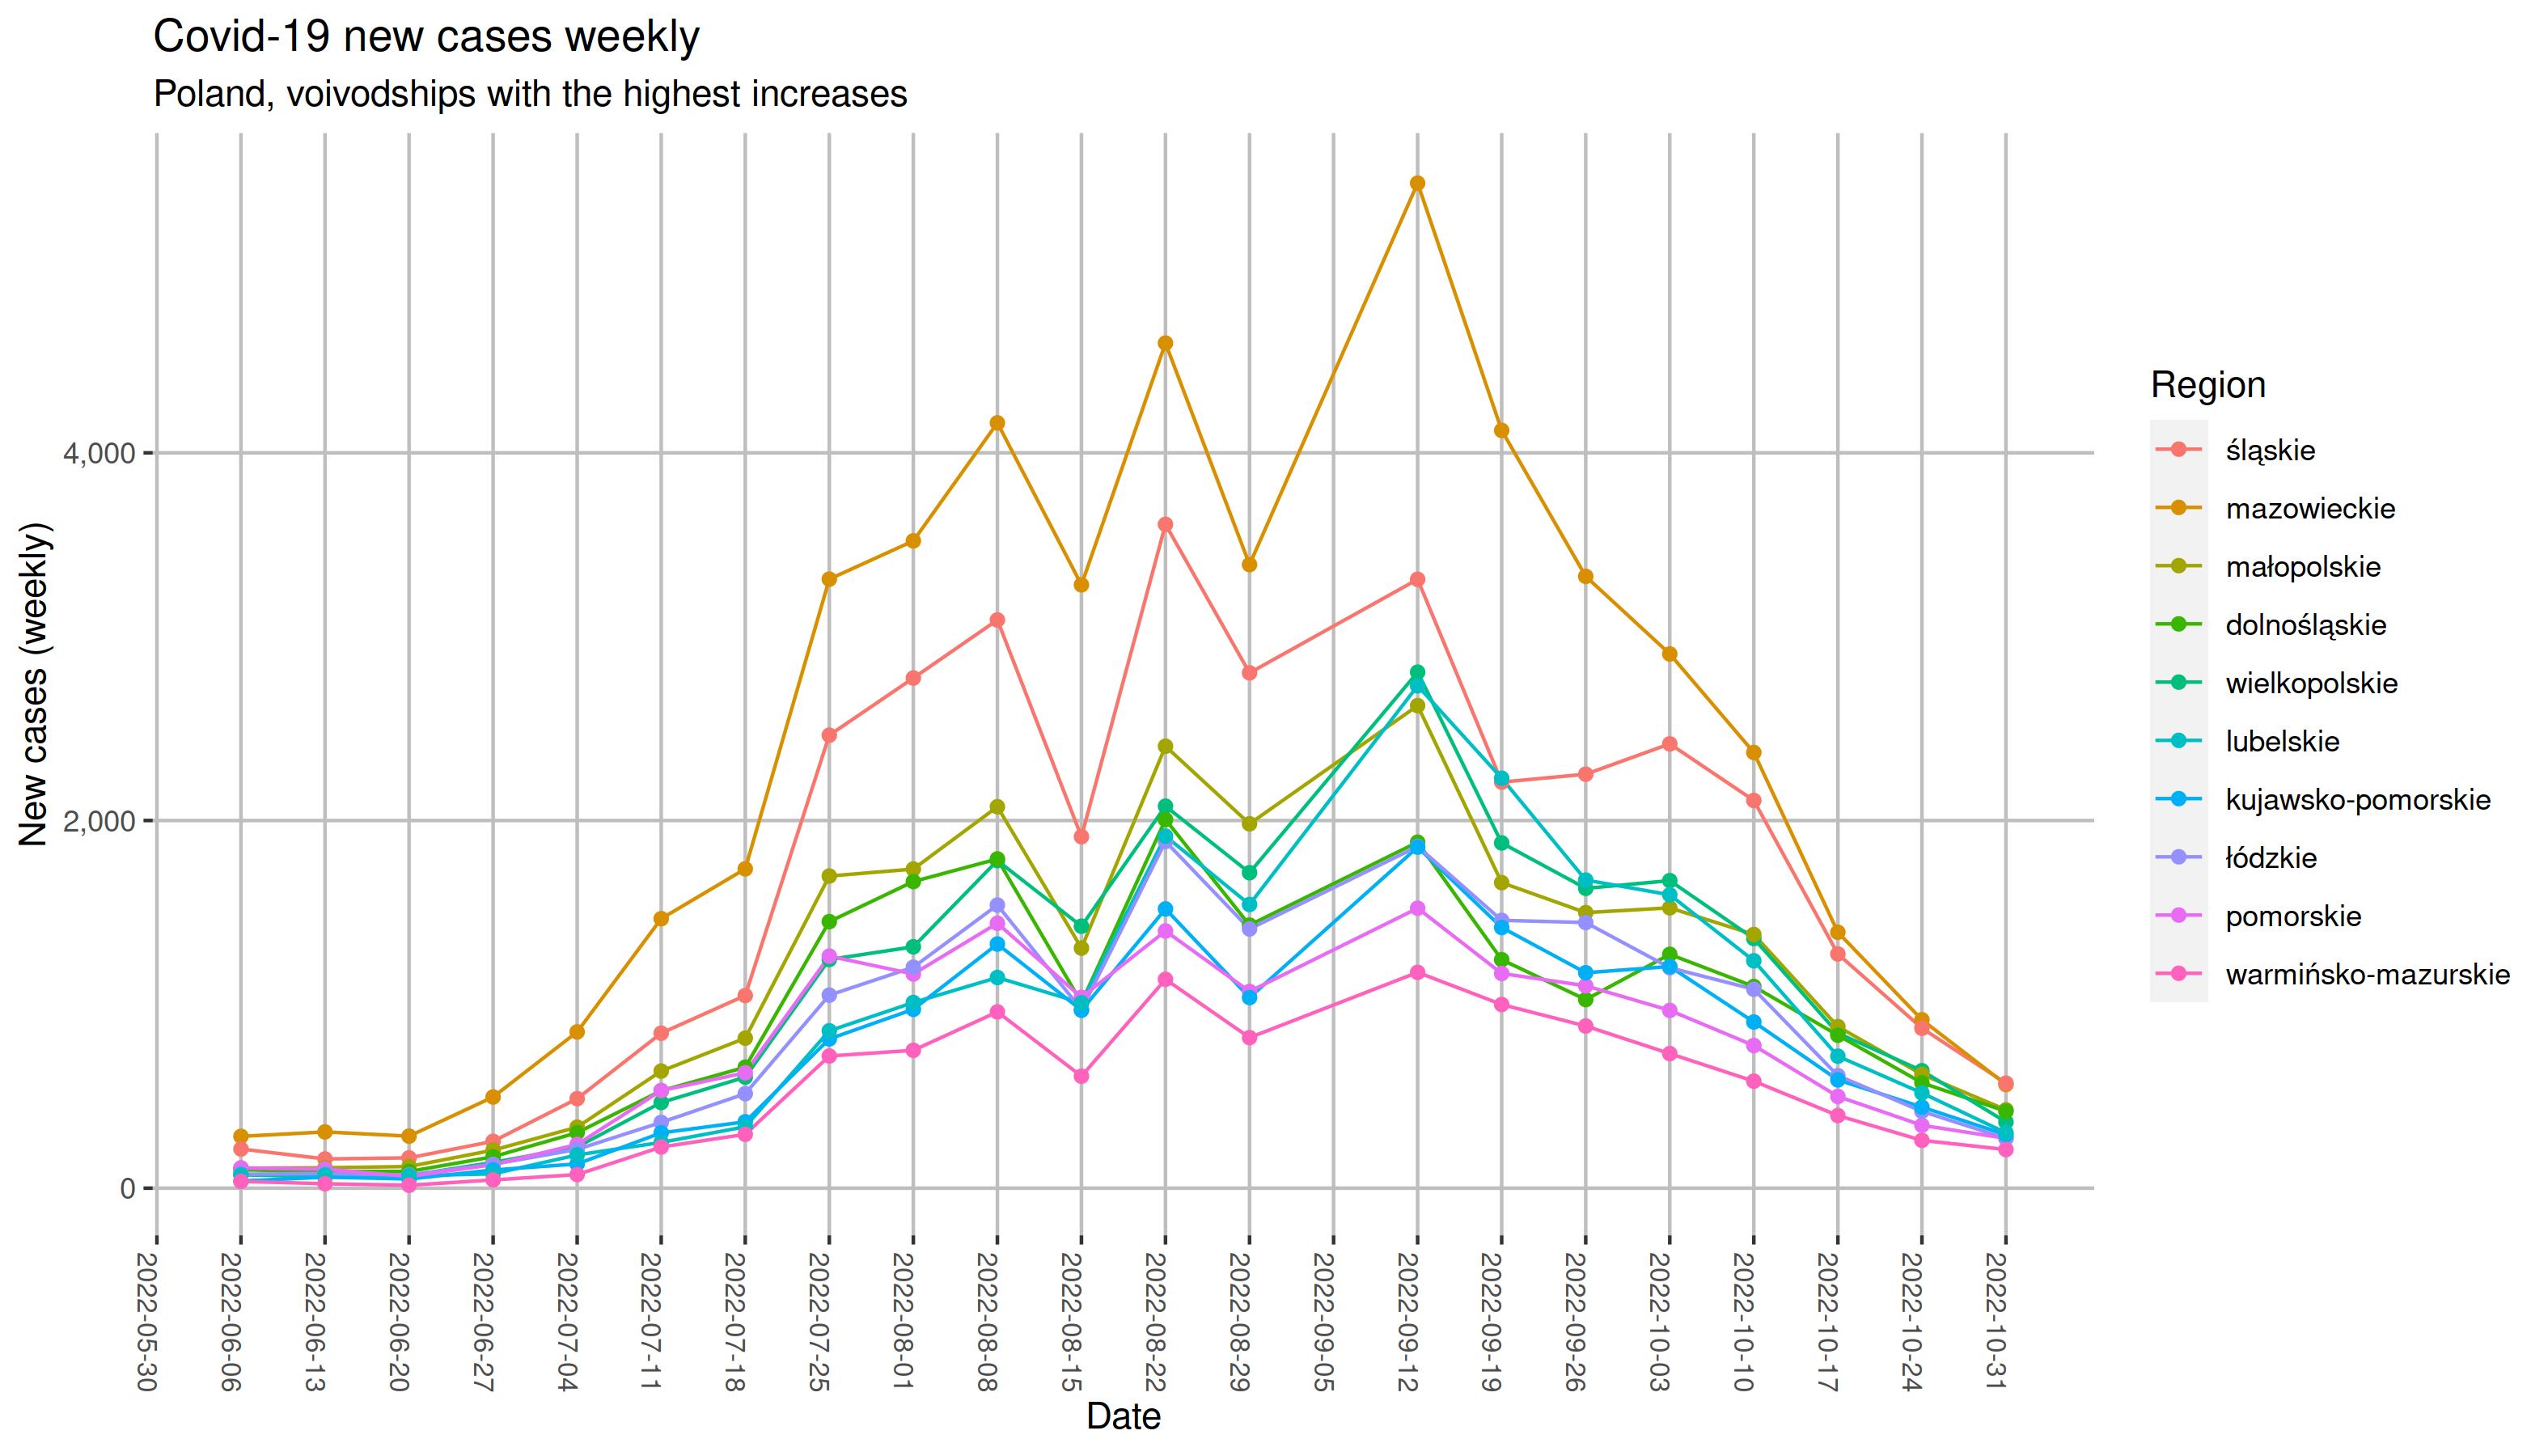 Covid-19 new cases weekly
Poland, voivodships with the highest increases
New cases (weekly)
4,000
2,000
0
2022-05-30
2022-06-06
2022-06-13
2022-06-20
2022-06-27
2022-07-04
2022-07-11
2022-07-18
2022-07-25
2022-08-01
2022-08-08
2022-08-15
2022-08-22
2022-08-29
2022-09-05
2022-09-12
2022-09-19
2022-09-26
2022-10-03
2022-10-10
2022-10-17
2022-10-24
2022-10-31
Date
Region
śląskie
mazowieckie
małopolskie
dolnośląskie
wielkopolskie
lubelskie
kujawsko-pomorskie
łódzkie
pomorskie
warmińsko-mazurskie